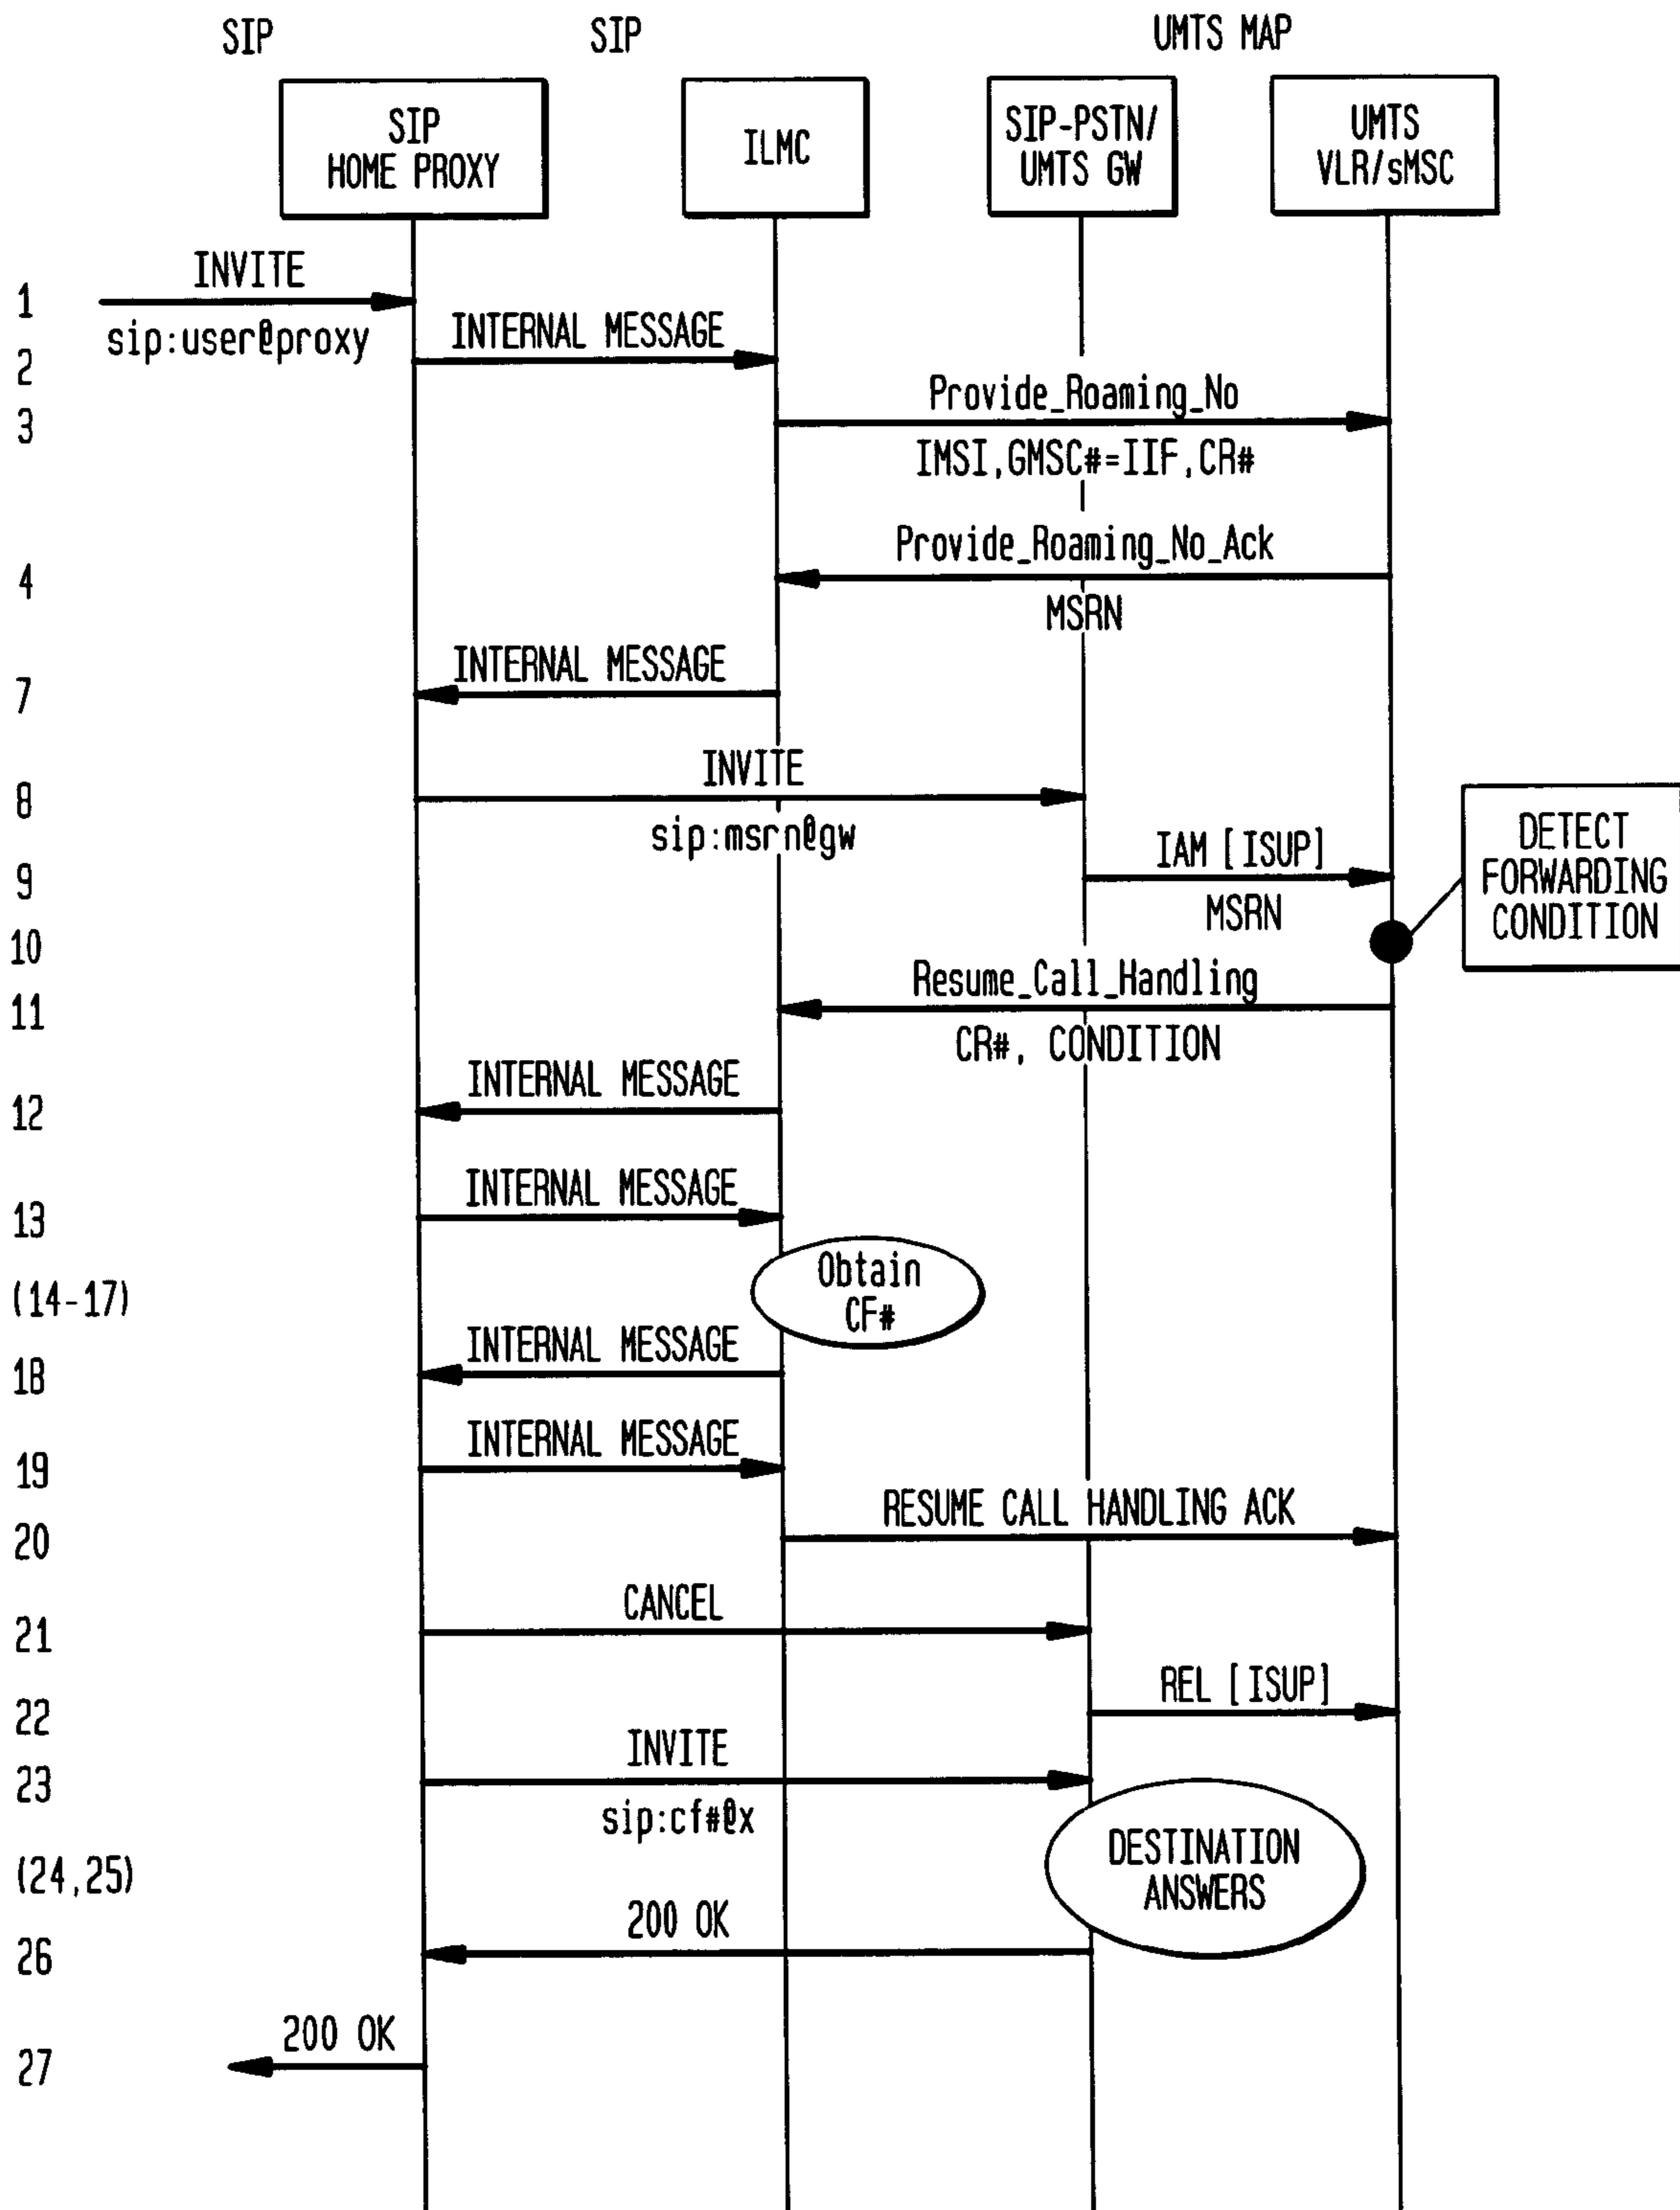 SIP
SIP
UMTS MAP
SIP
HOME PROXY
ILMC
SIP-PSTN/
UMTS GW
UMTS
VLR/sMSC
1
INVITE
sip:user@proxy
2
INTERNAL MESSAGE
3
Provide_Roaming_No
IMSI,GMSC#=IIF,CR#
4
Provide_Roaming_No_Ack
MSRN
7
INTERNAL MESSAGE
8
INVITE
sip:msrn@gw
9
IAM [ISUP]
MSRN
DETECT
FORWARDING
CONDITION
10
11
Resume_Call_Handling
CR#, CONDITION
12
INTERNAL MESSAGE
13
INTERNAL MESSAGE
(14-17)
Obtain
CF#
18
INTERNAL MESSAGE
19
INTERNAL MESSAGE
20
RESUME CALL HANDLING ACK
21
CANCEL
22
REL [ISUP]
23
INVITE
sip:cf#@x
(24,25)
DESTINATION
ANSWERS
26
200 OK
27
200 OK